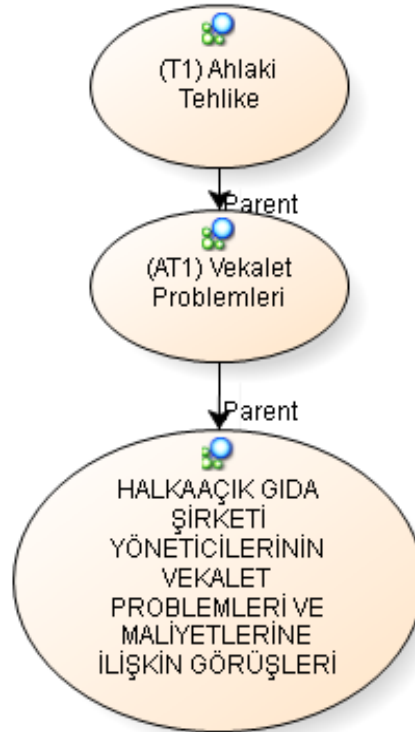 (T1) Ahlaki
Tehlike
Parent
(AT1) Vekalet
Problemleri
Parent
HALKAAÇIK GIDA
ŞİRKETİ
YÖNETİCİLERİNİN
VEKALET
PROBLEMLERİ VE
MALİYETLERİNE
İLİŞKİN GÖRÜŞLERİ